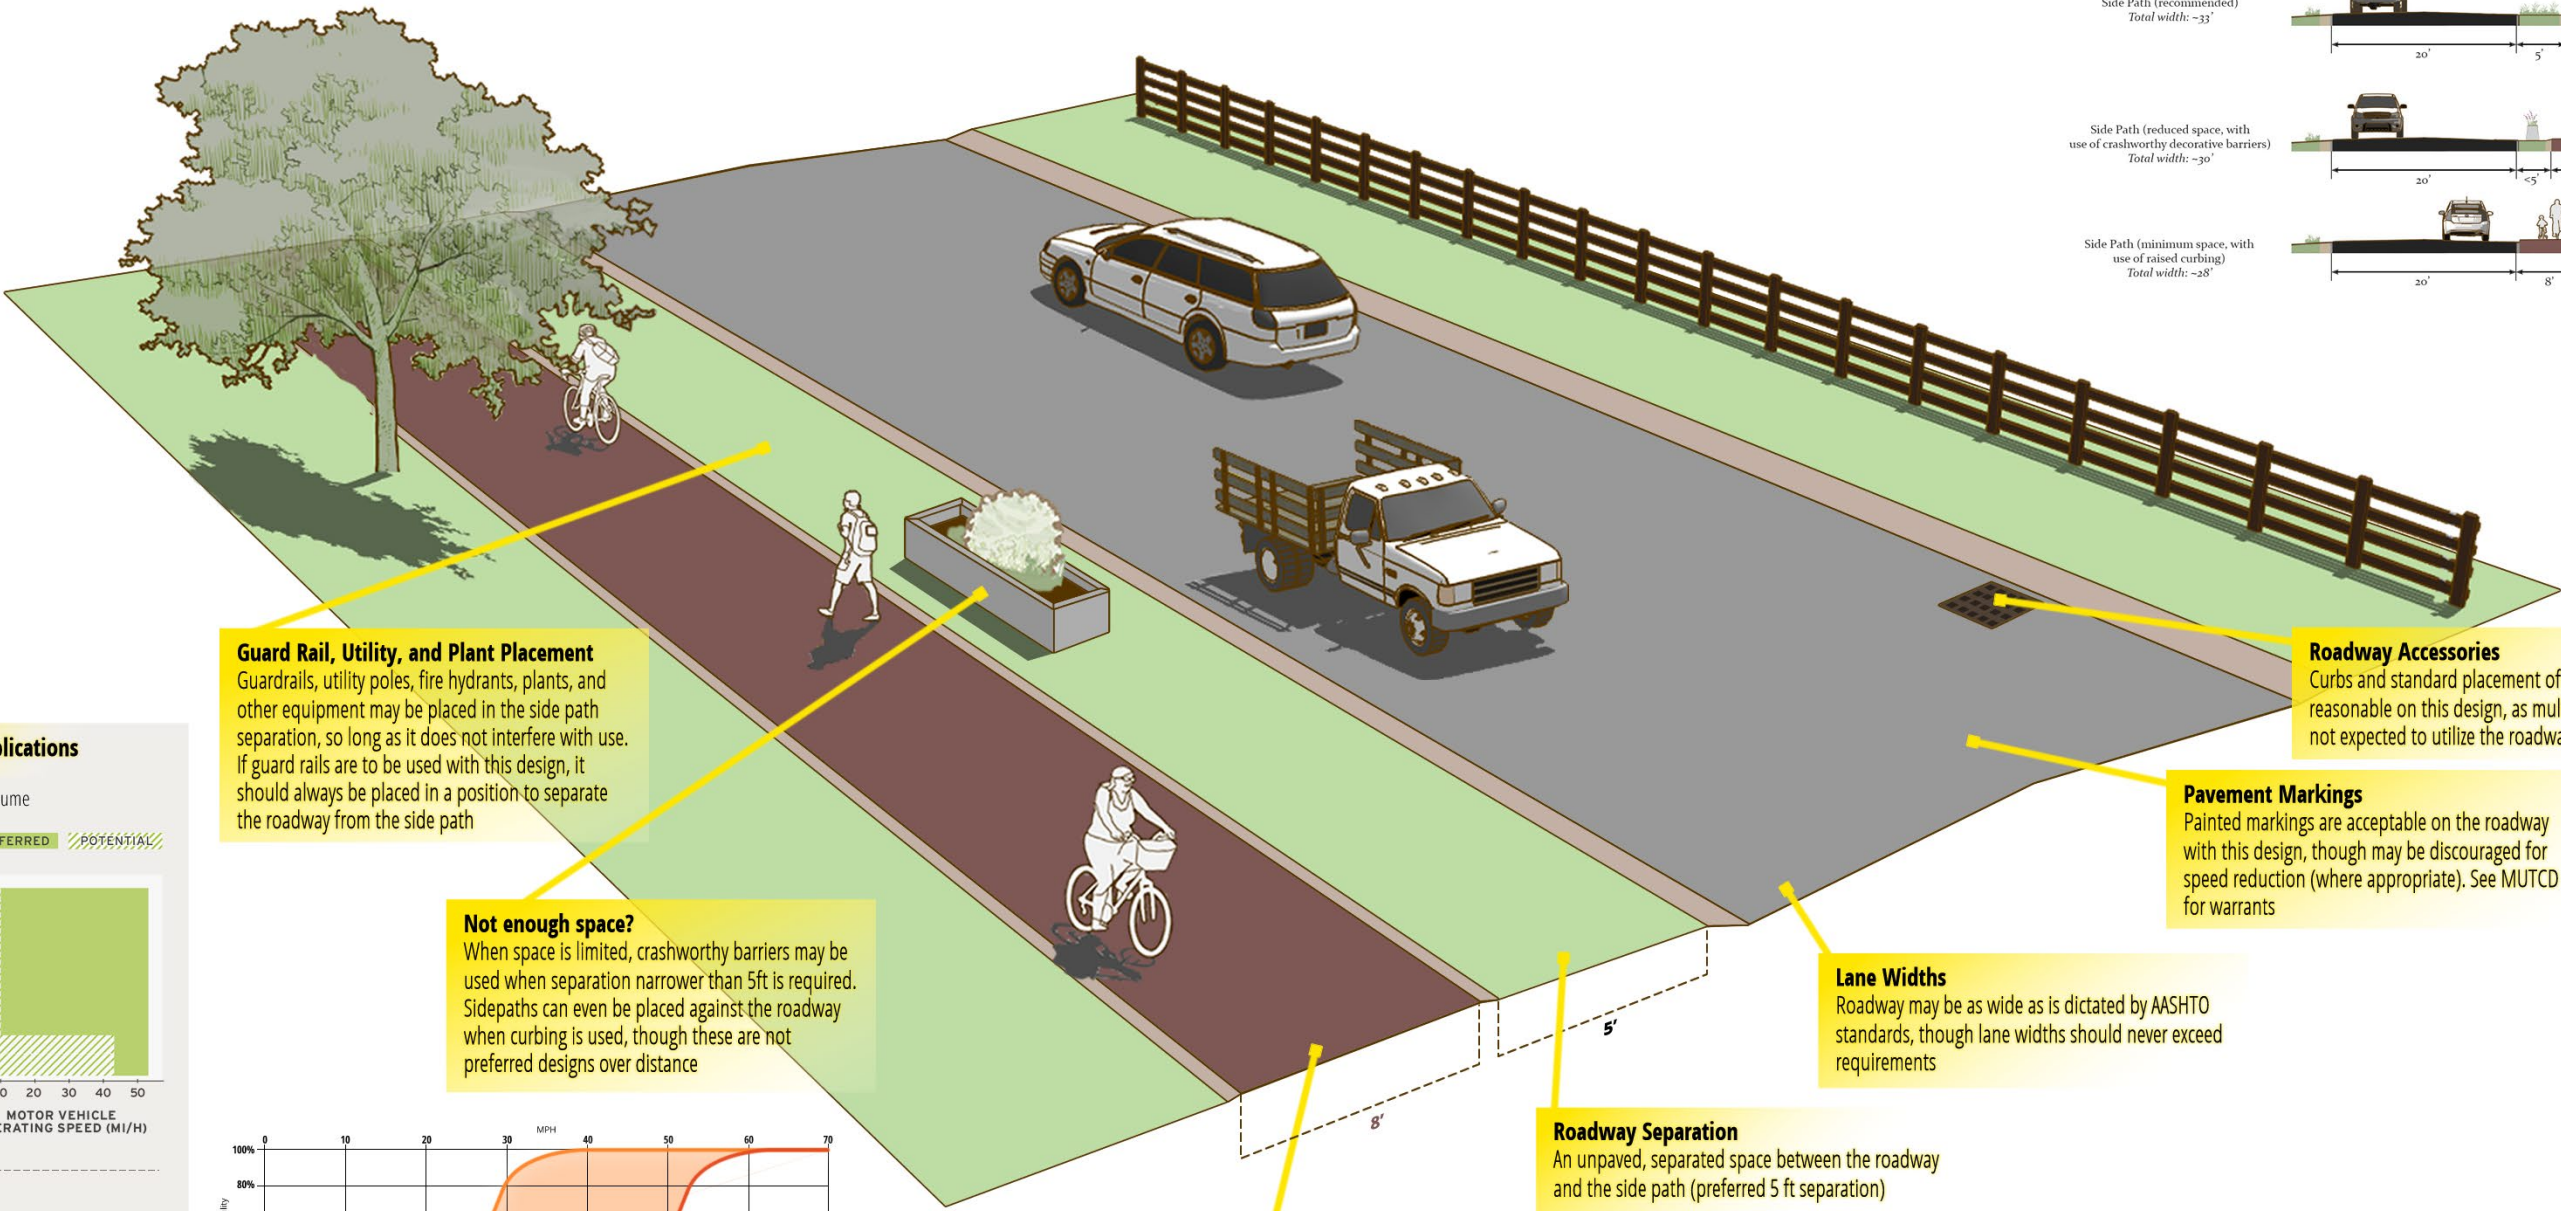 Side Path (recommended)
Total width: ~33'
20'
5'
Side Path (reduced space, with
use of crashworthy decorative barriers)
Total width: ~30'
20'
<5'
Side Path (minimum space, with
use of raised curbing)
Total width: ~28'
20'
8'
Guard Rail, Utility, and Plant Placement
Guardrails, utility poles, fire hydrants, plants, and
other equipment may be placed in the side path
separation, so long as it does not interfere with use.
If guard rails are to be used with this design, it
should always be placed in a position to separate
the roadway from the side path
Roadway Accessories
Curbs and standard placement of
reasonable on this design, as mul
not expected to utilize the roadwa
Pavement Markings
Painted markings are acceptable on the roadway
with this design, though may be discouraged for
speed reduction (where appropriate). See MUTCD
for warrants
Not enough space?
When space is limited, crashworthy barriers may be
used when separation narrower than 5ft is required.
Sidepaths can even be placed against the roadway
when curbing is used, though these are not
preferred designs over distance
Lane Widths
Roadway may be as wide as is dictated by AASHTO
standards, though lane widths should never exceed
requirements
5'
8'
Roadway Separation
An unpaved, separated space between the roadway
and the side path (preferred 5 ft separation)
plications
ume
FERRED POTENTIAL
0 20 30 40 50
MOTOR VEHICLE
ERATING SPEED (MI/H)
MPH
0 10 20 30 40 50 60 70
100%
80%